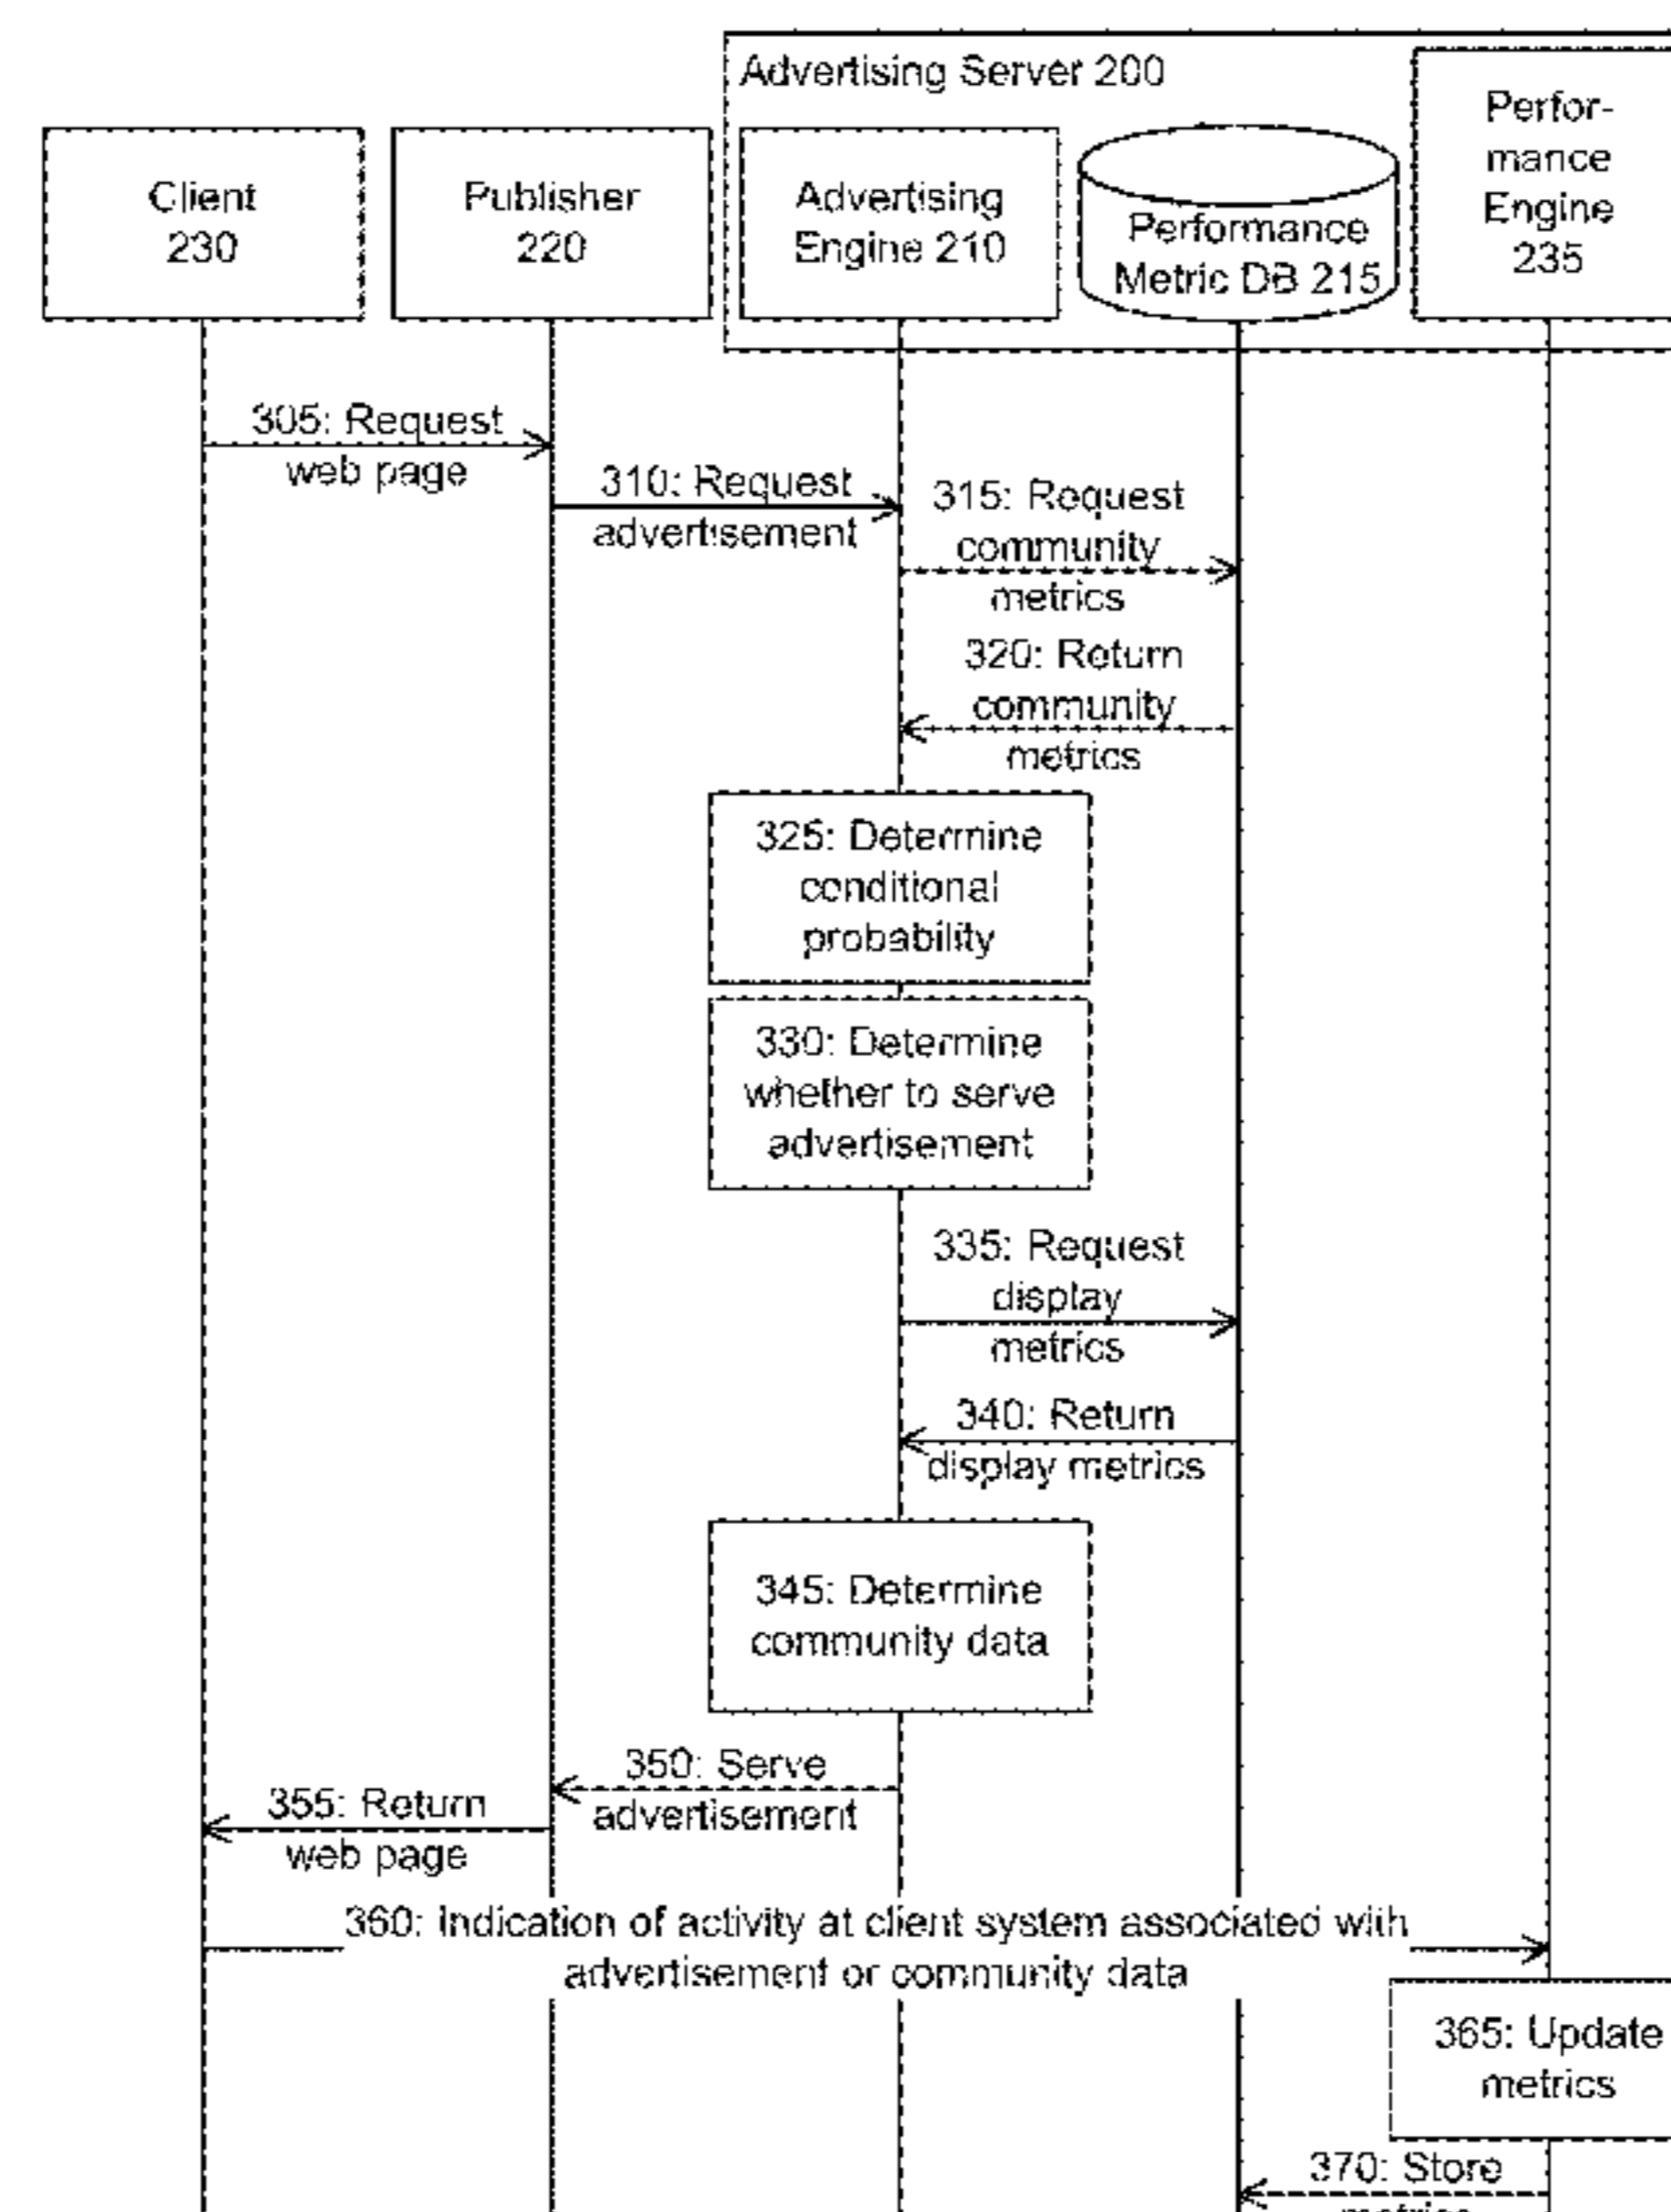 Advertising Server 200
Client
230
Publisher
220
Advertising
Engine 210
Performance
Metric DB 215
Perfor-
mance
Engine
235
305: Request
web page
310: Request
advertisement
315: Request
community
metrics
320: Return
community
metrics
325: Determine
conditional
probability
330: Determine
whether to serve
advertisement
335: Request
display
metrics
340: Return
display metrics
345: Determine
community data
350: Serve
advertisement
355: Return
web page
360: Indication of activity at client system associated with
advertisement or community data
365: Update
metrics
370: Store